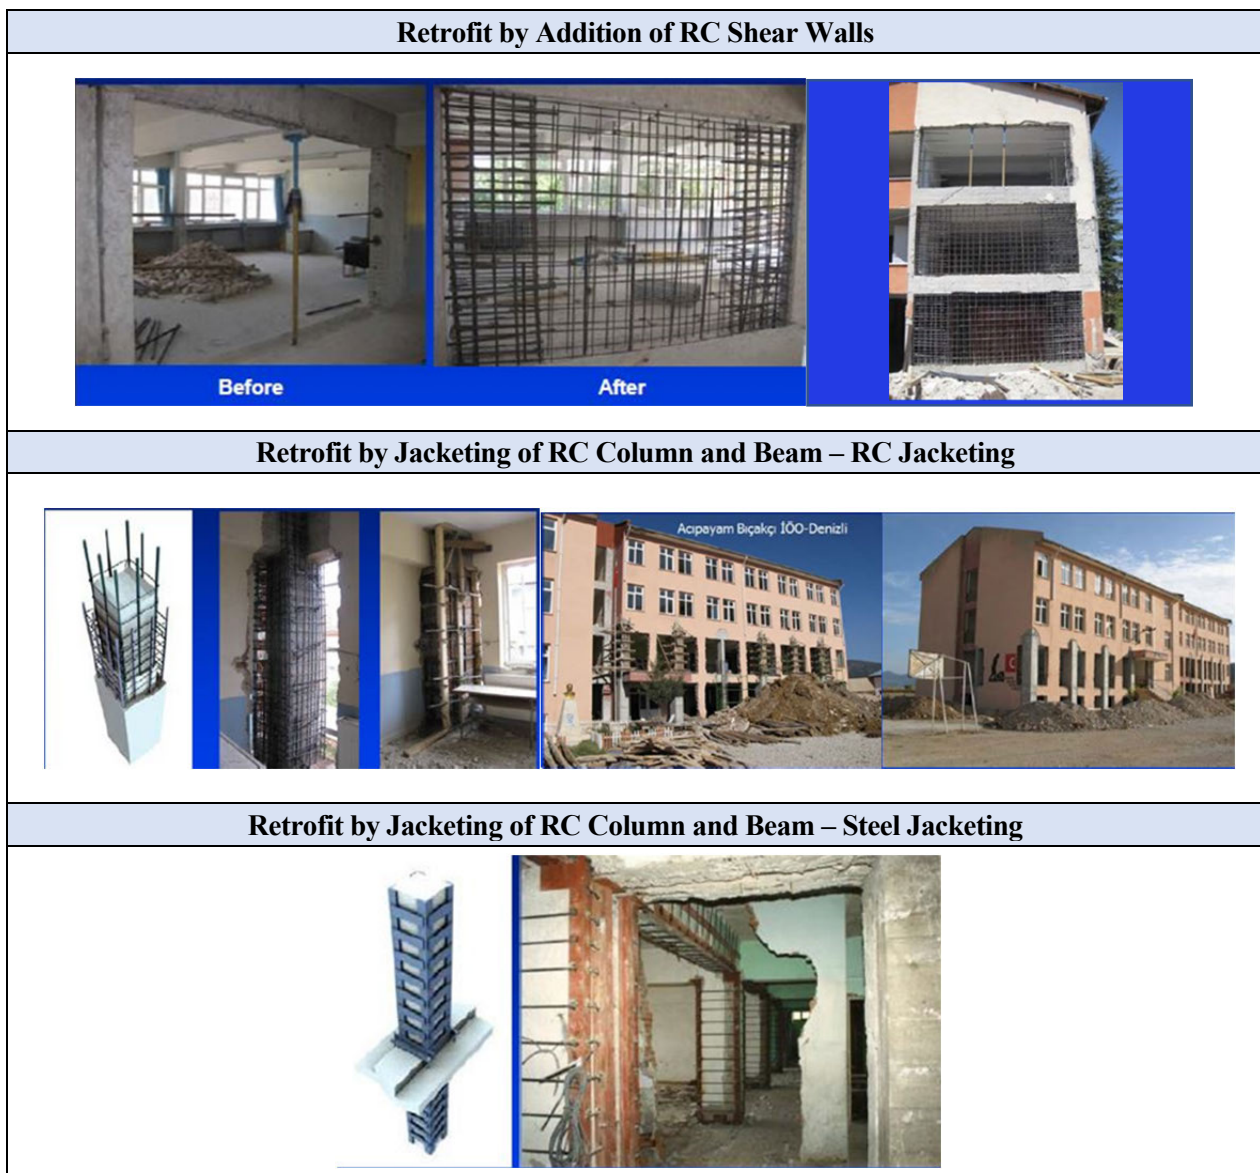 Retrofit by Addition of RC Shear Walls
Before
After
Retrofit by Jacketing of RC Column and Beam – RC Jacketing
Acıpayam Bıçakçı İÖO-Denizli
Retrofit by Jacketing of RC Column and Beam – Steel Jacketing